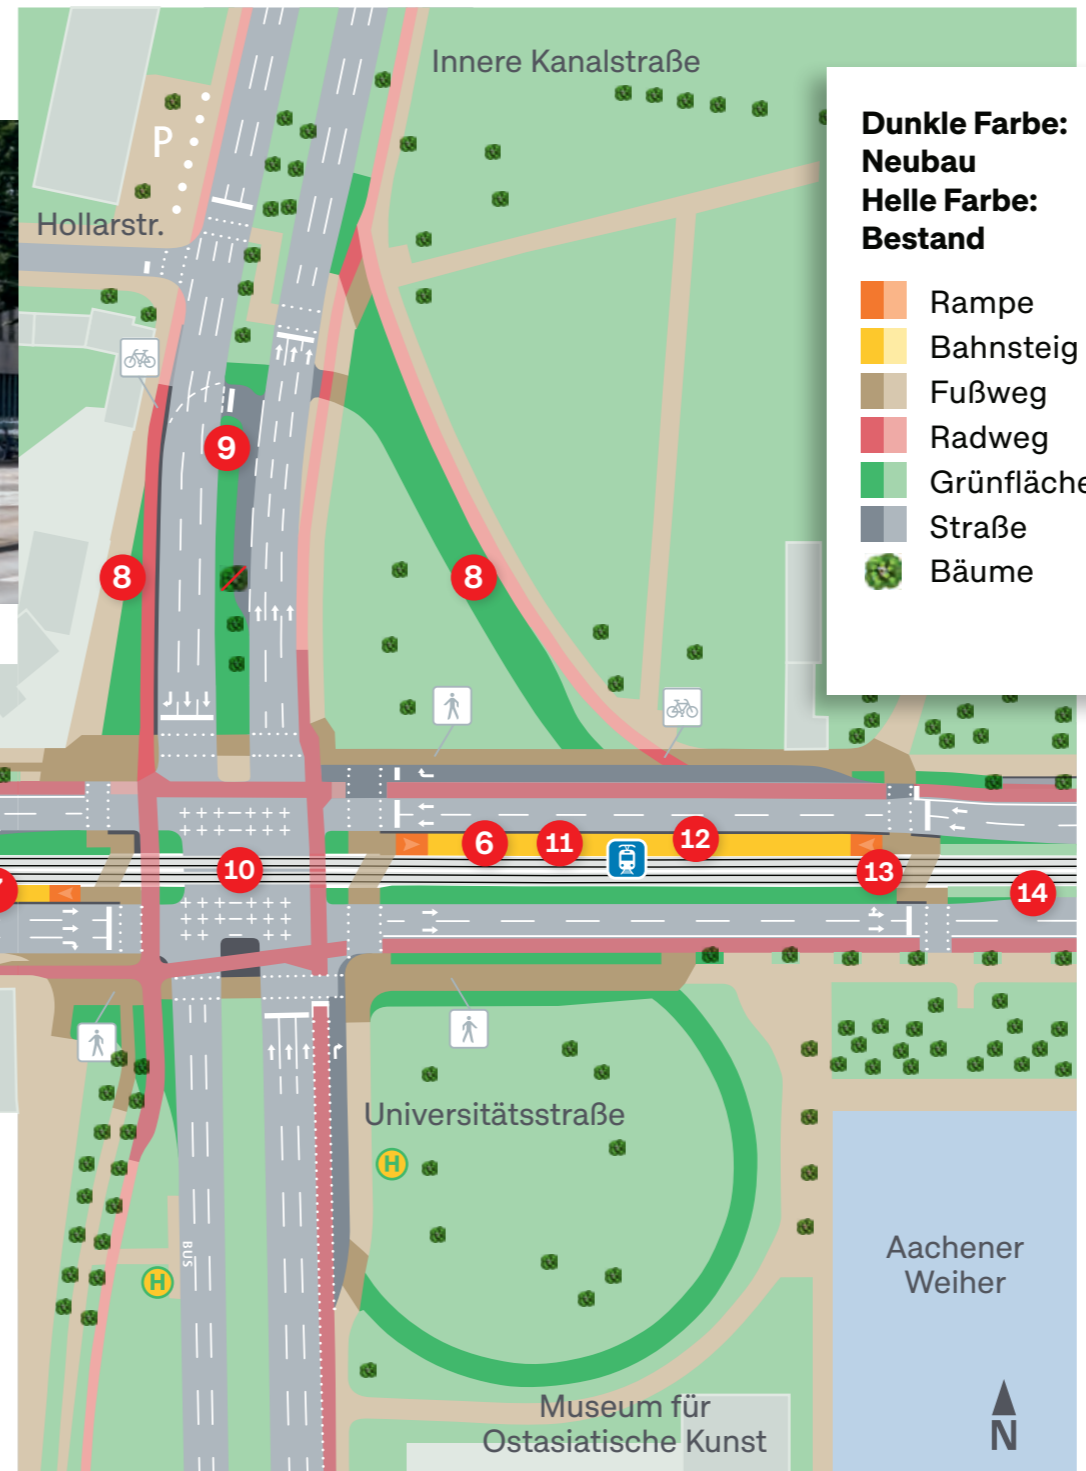 Innere Kanalstraße
Dunkle Farbe:
Neubau
Helle Farbe:
Bestand
Rampe
Bahnsteig
Fußweg
Radweg
Grünfläche
Straße
Bäume
P
Hollarstr.
9
8
8
6
11
12
7
10
13
14
Universitätsstraße
H
BUS
H
Aachener
Weiher
Museum für
Ostasiatische Kunst
N